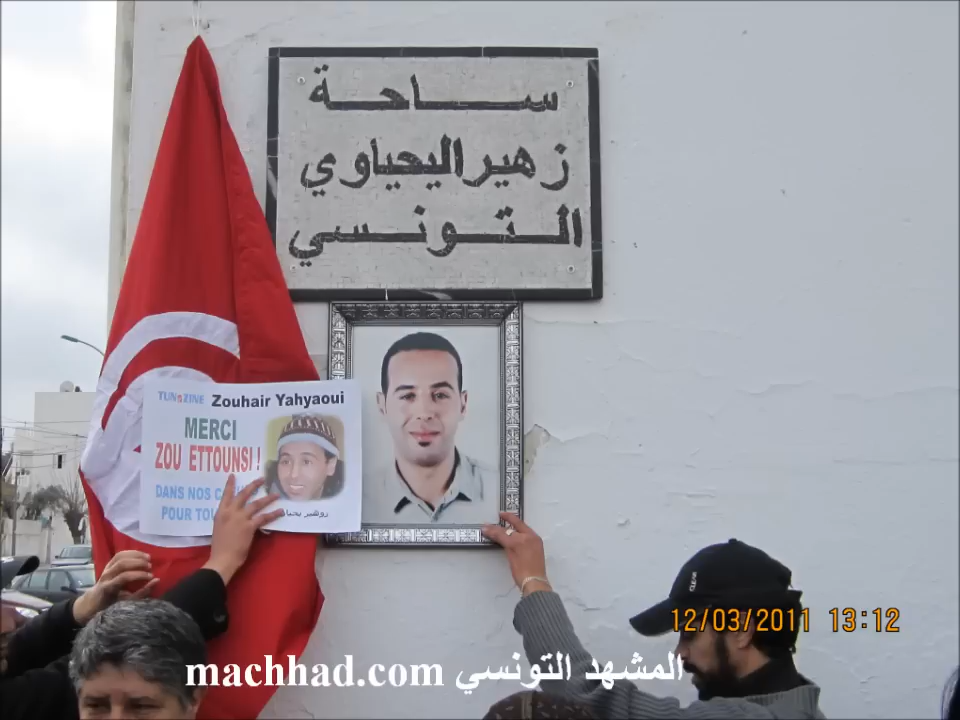 ساحة
زهير اليحياوي
التونسي
TUNeZINE Zouhair Yahyaoui
MERCI
ZOU ETTOUNSI !
DANS NOS
POUR TOU
12/03/2011 13:12
machhad.com المشهد التونسي